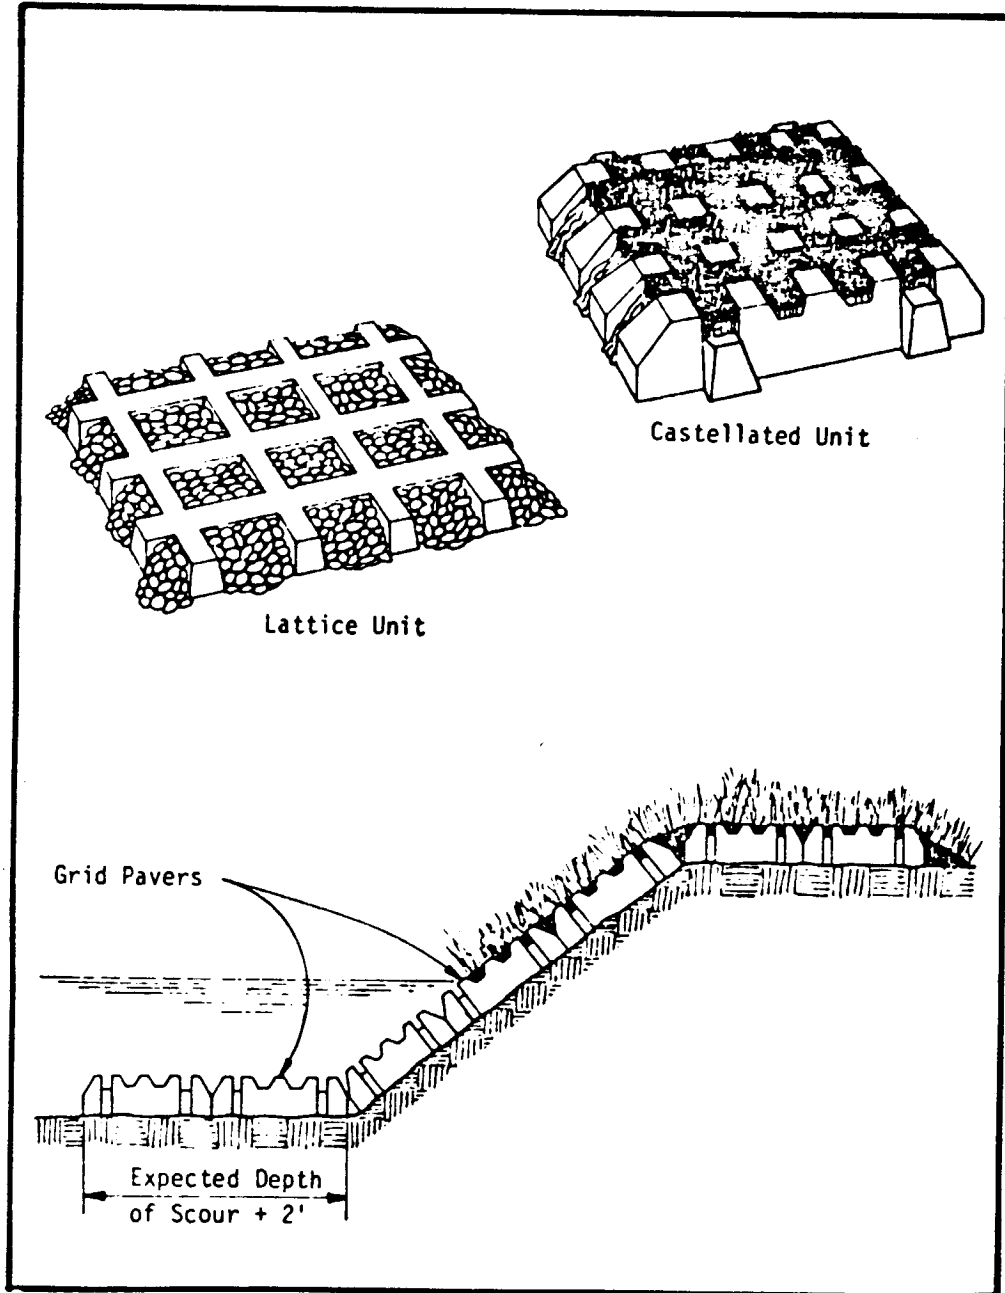 Castellated Unit
Lattice Unit
Grid Pavers
Expected Depth
of Scour + 2'